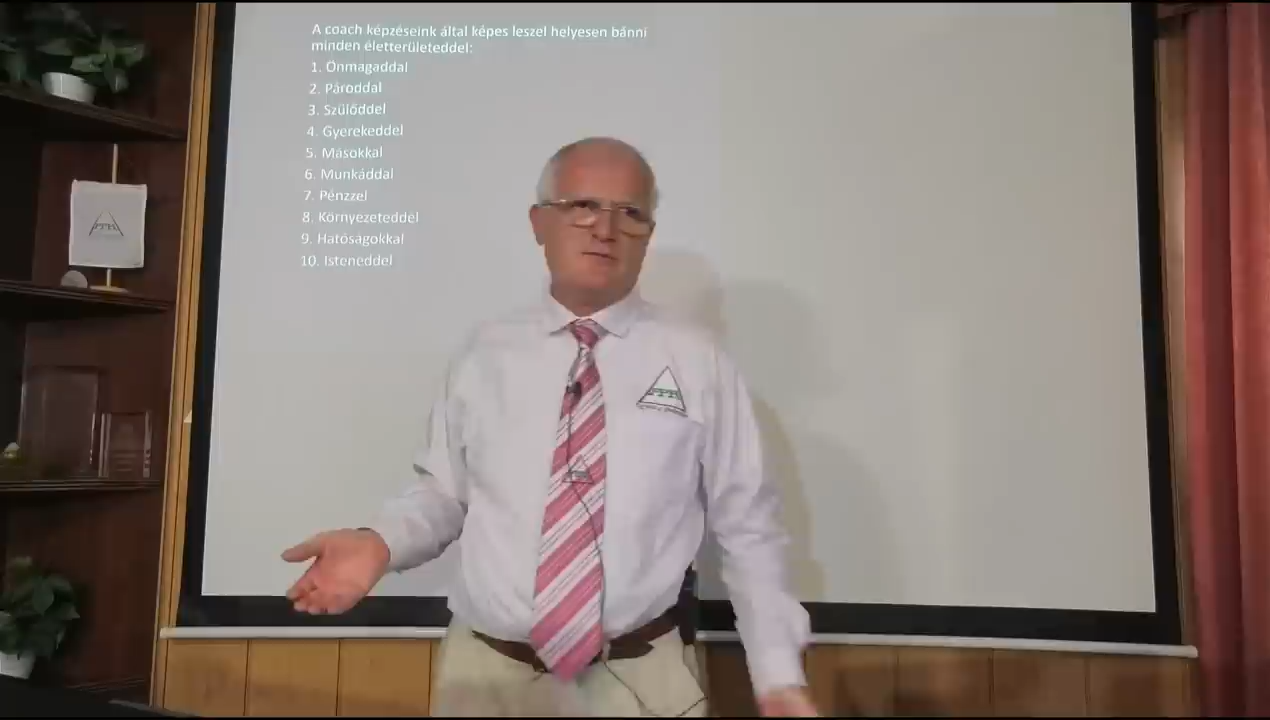 A coach képzéseink által képes leszel helyesen bánni
minden életterületeddel:
1. Önmagaddal
2. Pároddal
3. Szülőddel
4. Gyerekeddel
5. Másokkal
6. Munkáddal
7. Pénzzel
8. Környezeteddel
9. Hatóságokkal
10. Isteneddel